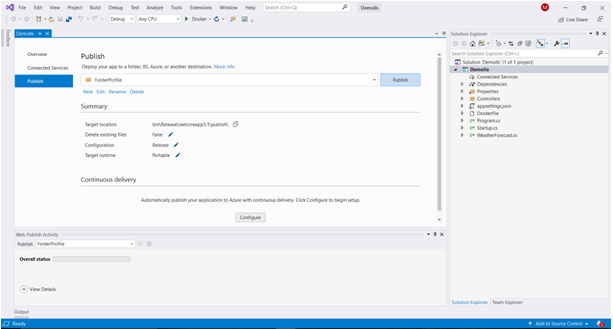 File Edit View Project Build Debug Test Analyze Tools Extensions Window Help Search (Ctrl+Q) DemoIIs
Debug Any CPU Docker Live Share
Toolbox
DemoIIs
Overview
Connected Services
Publish
Publish
Deploy your app to a folder, IIS, Azure, or another destination. More info
FolderProfile
Publish
New Edit Rename Delete
Summary
Target location bin\Release\netcoreapp3.1\publish\
Delete existing files False
Configuration Release
Target runtime Portable
Continuous delivery
Automatically publish your application to Azure with continuous delivery. Click Configure to begin setup.
Configure
Web Publish Activity
Publish: FolderProfile
Overall status
View Details
Output
Solution Explorer
Search Solution Explorer (Ctrl+;)
Solution 'DemoIIs' (1 of 1 project)
DemoIIs
Connected Services
Dependencies
Properties
Controllers
appsettings.json
Dockerfile
Program.cs
Startup.cs
WeatherForecast.cs
Solution Explorer Team Explorer
Ready Add to Source Control